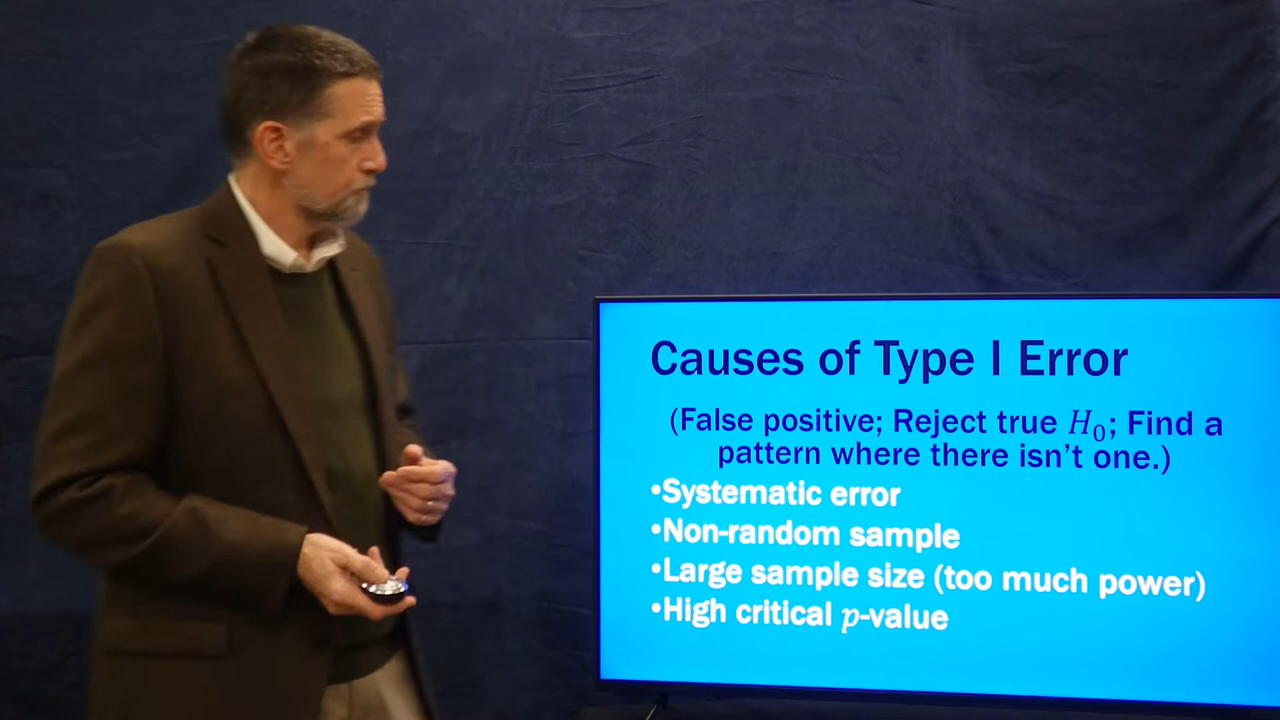 Causes of Type I Error
(False positive; Reject true H₀; Find a
pattern where there isn’t one.)
•Systematic error
•Non-random sample
•Large sample size (too much power)
•High critical p-value